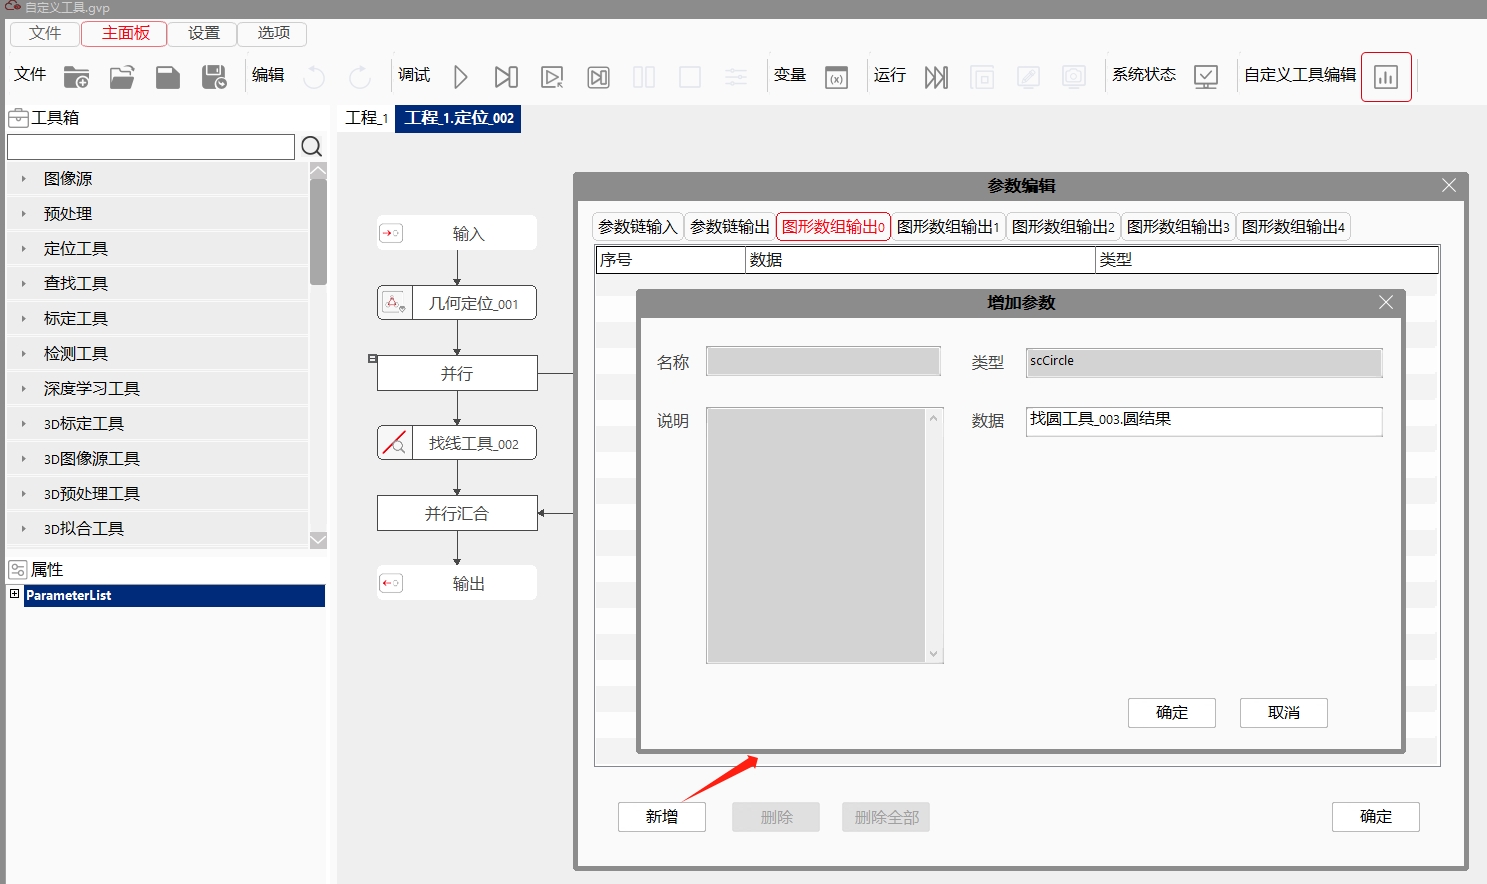 自定义工具.gvp
文件 主面板 设置 选项
文件 编辑 调试 变量 (x) 运行 系统状态 自定义工具编辑
工具箱
工程_1 工程_1.定位_002
图像源
预处理
定位工具
查找工具
标定工具
检测工具
深度学习工具
3D标定工具
3D图像源工具
3D预处理工具
3D拟合工具
属性
ParameterList
输入
几何定位_001
并行
找线工具_002
并行汇合
输出
参数编辑
参数链输入 参数链输出 图形数组输出0 图形数组输出1 图形数组输出2 图形数组输出3 图形数组输出4
序号 数据 类型
增加参数
名称 类型 scCircle
说明 数据 找圆工具_003.圆结果
确定 取消
新增 删除 删除全部 确定